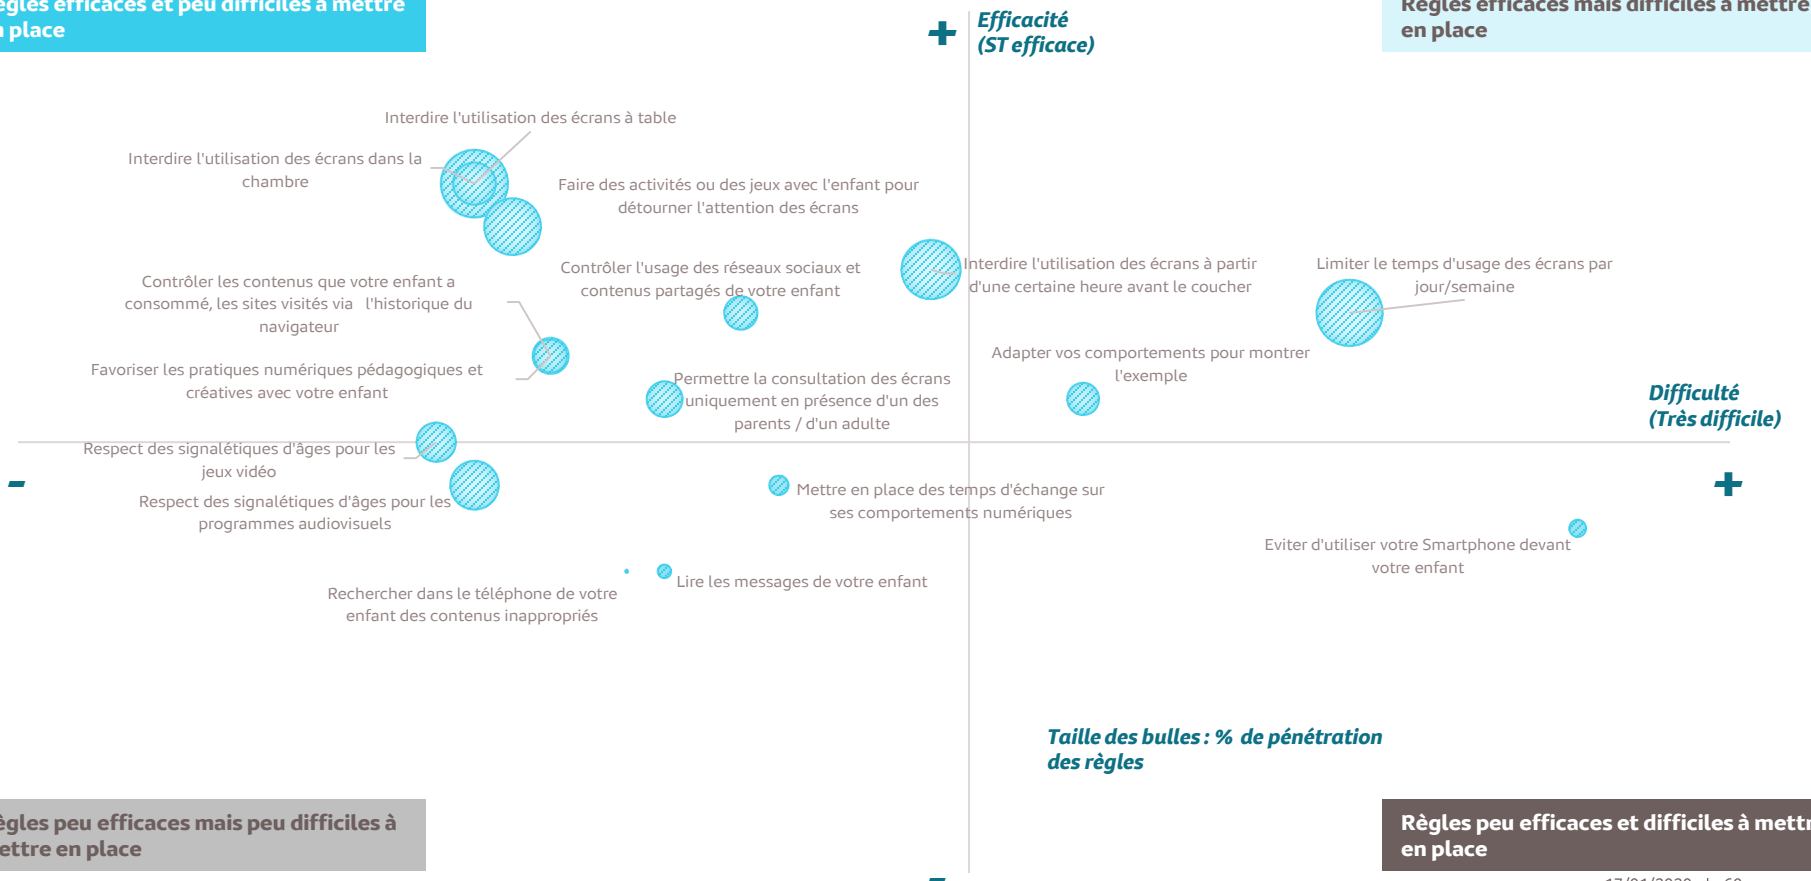 Règles efficaces et peu difficiles à mettre
en place
+
Efficacité
(ST efficace)
Règles efficaces mais difficiles à mettre
en place
Interdire l'utilisation des écrans à table
Interdire l'utilisation des écrans dans la
chambre
Faire des activités ou des jeux avec l'enfant pour
détourner l'attention des écrans
Contrôler les contenus que votre enfant a
consommé, les sites visités via l'historique du
navigateur
Contrôler l'usage des réseaux sociaux et
contenus partagés de votre enfant
Interdire l'utilisation des écrans à partir
d'une certaine heure avant le coucher
Limiter le temps d'usage des écrans par
jour/semaine
Favoriser les pratiques numériques pédagogiques et
créatives avec votre enfant
Permettre la consultation des écrans
uniquement en présence d'un des
parents / d'un adulte
Adapter vos comportements pour montrer
l'exemple
Difficulté
(Très difficile)
Respect des signalétiques d'âges pour les
jeux vidéo
-
Respect des signalétiques d'âges pour les
programmes audiovisuels
Mettre en place des temps d'échange sur
ses comportements numériques
+
Eviter d'utiliser votre Smartphone devant
votre enfant
Rechercher dans le téléphone de votre
enfant des contenus inappropriés
Lire les messages de votre enfant
Taille des bulles : % de pénétration
des règles
Règles peu efficaces mais peu difficiles à
mettre en place
Règles peu efficaces et difficiles à mettre
en place
-